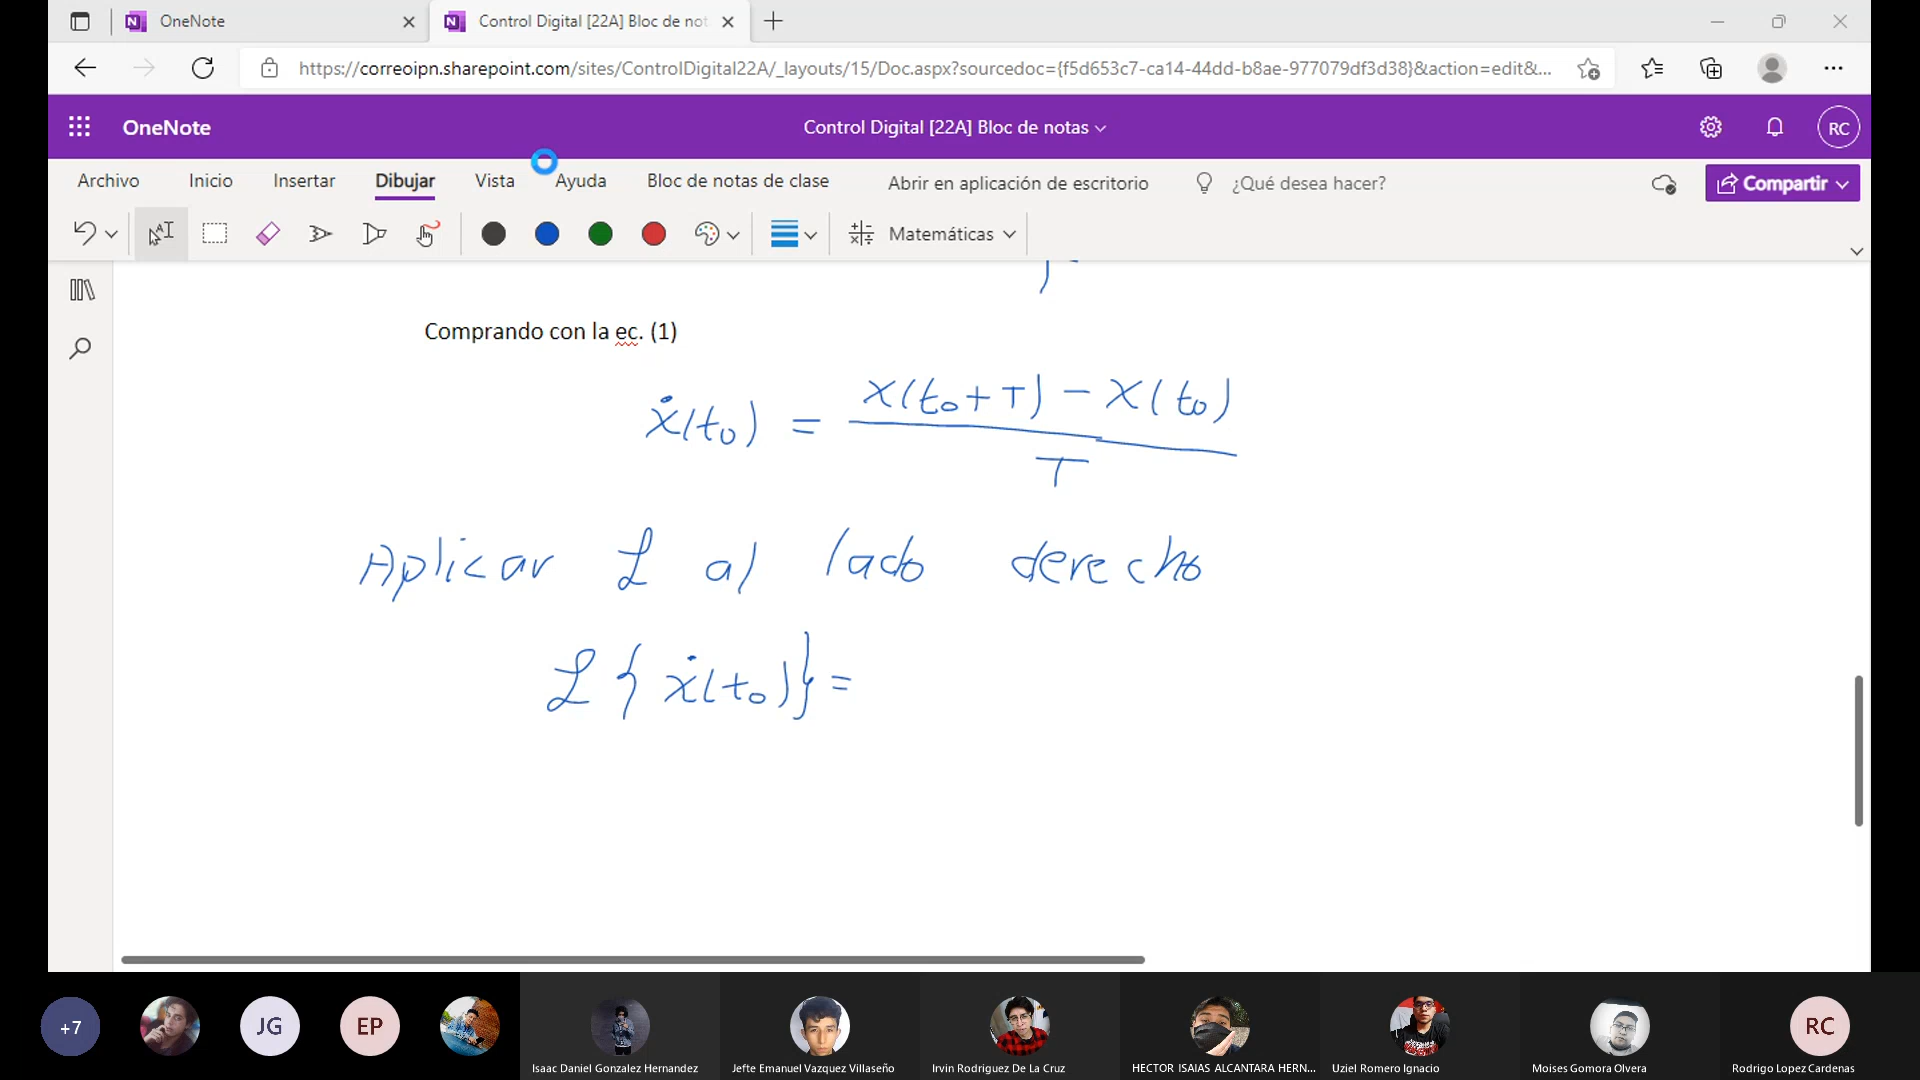 OneNote
Control Digital [22A] Bloc de not
https://correoipn.sharepoint.com/sites/ControlDigital22A/_layouts/15/Doc.aspx?sourcedoc={f5d653c7-ca14-44dd-b8ae-977079df3d38}&action=edit&...
OneNote
Control Digital [22A] Bloc de notas
RC
Archivo Inicio Insertar Dibujar Vista Ayuda Bloc de notas de clase Abrir en aplicación de escritorio ¿Qué desea hacer? Compartir
Matemáticas
Comprando con la ec. (1)
ẋ(t₀) = x(t₀+T) - x(t₀)
T
Aplicar ℒ al lado derecho
ℒ{ẋ(t₀)}=
+7 JG EP RC
Isaac Daniel Gonzalez Hernandez
Jefte Emanuel Vazquez Villaseño
Irvin Rodriguez De La Cruz
HECTOR ISAIAS ALCANTARA HERN...
Uziel Romero Ignacio
Moises Gomora Olvera
Rodrigo Lopez Cardenas